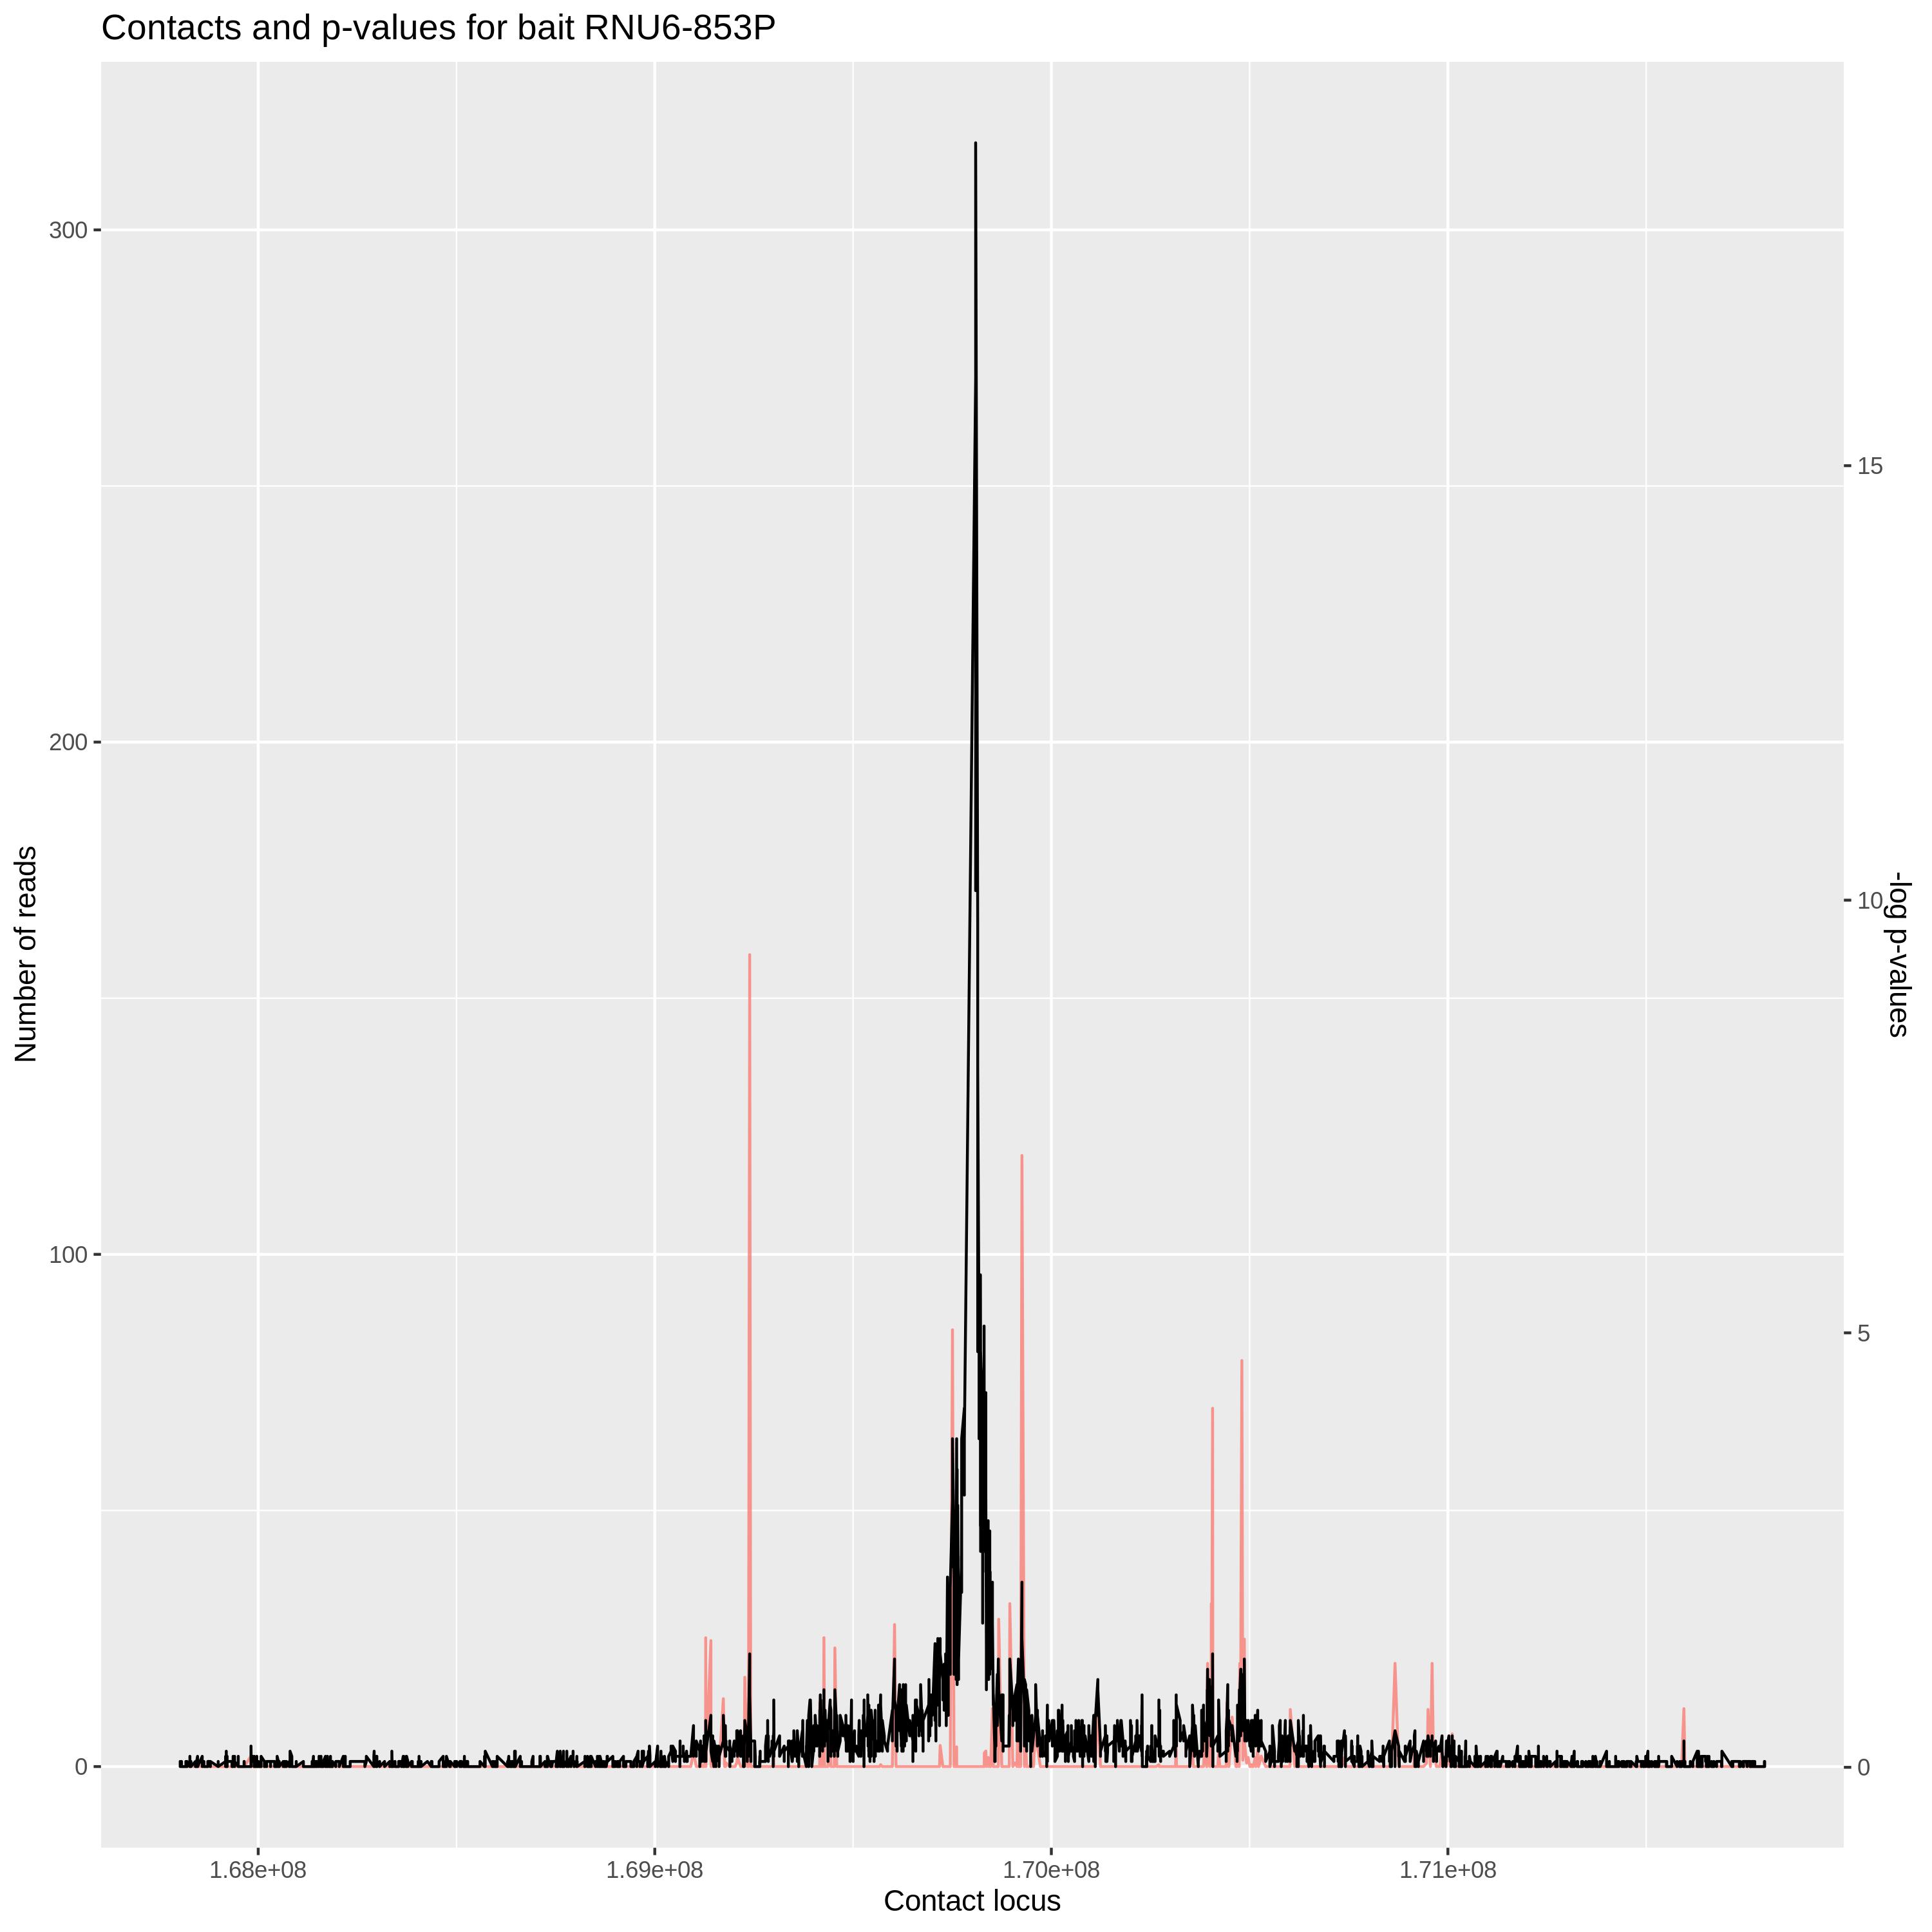 Contacts and p-values for bait RNU6-853P
300
200
100
0
Number of reads
15
10
5
0
-log p-values
1.68e+08
1.69e+08
1.70e+08
1.71e+08
Contact locus